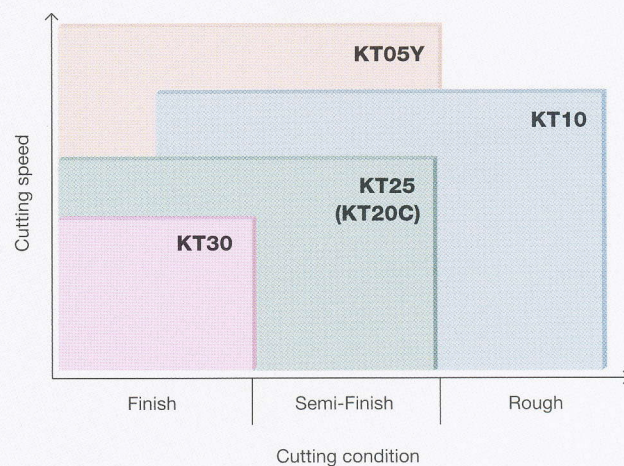 KT05Y
KT10
KT25
(KT20C)
KT30
Cutting speed
Finish
Semi-Finish
Rough
Cutting condition